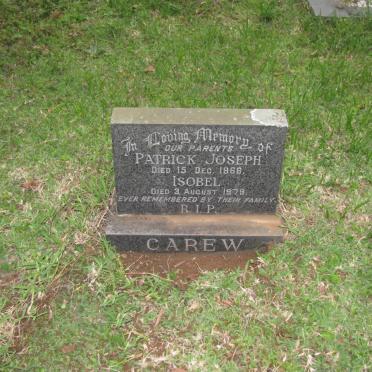 In Loving Memory of
OUR PARENTS
PATRICK JOSEPH
DIED 15 DEC. 1968,
ISOBEL
DIED 3 AUGUST 1979.
EVER REMEMBERED BY THEIR FAMILY.
R.I.P.
CAREW